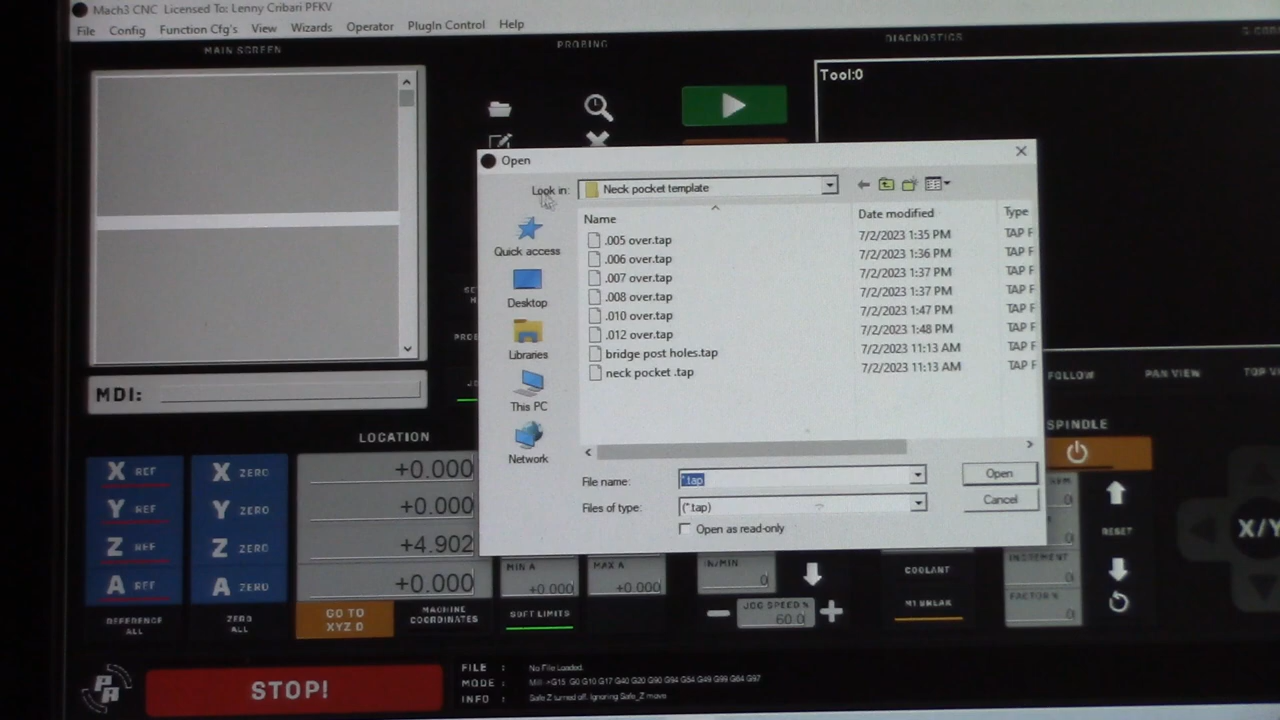 Mach3 CNC Licensed To: Lenny Cribari PFKV
File Config Function Cfg's View Wizards Operator PlugIn Control Help
MAIN SCREEN PROBING DIAGNOSTICS
Tool:0
Open
Look in: Neck pocket template
Name Date modified Type
.005 over.tap 7/2/2023 1:35 PM TAP F
.006 over.tap 7/2/2023 1:36 PM TAP F
.007 over.tap 7/2/2023 1:37 PM TAP F
.008 over.tap 7/2/2023 1:37 PM TAP F
.010 over.tap 7/2/2023 1:47 PM TAP F
.012 over.tap 7/2/2023 1:48 PM TAP F
bridge post holes.tap 7/2/2023 11:13 AM TAP F
neck pocket .tap 7/2/2023 11:13 AM TAP F
Quick access
Desktop
Libraries
This PC
Network
File name: *.tap Open
Files of type: (*.tap) Cancel
Open as read-only
MDI:
FOLLOW PAN VIEW TOP
SPINDLE
LOCATION
X REF X ZERO +0.000
Y REF Y ZERO +0.000
Z REF Z ZERO +4.902
A REF A ZERO +0.000
REFERENCE ALL
ZERO ALL
GO TO XYZ 0
MACHINE COORDINATES
MIN A +0.000
MAX A +0.000
SOFT LIMITS
IN/MIN 0
JOG SPEED %
60.0
COOLANT
M1 BREAK
RESET
INCREMENT
0
FACTOR %
0
X/Y
STOP!
FILE : No File Loaded.
MODE : Mill->G15 G0 G10 G17 G40 G20 G90 G94 G54 G49 G99 G64 G97
INFO : Safe Z turned off. Ignoring Safe_Z move